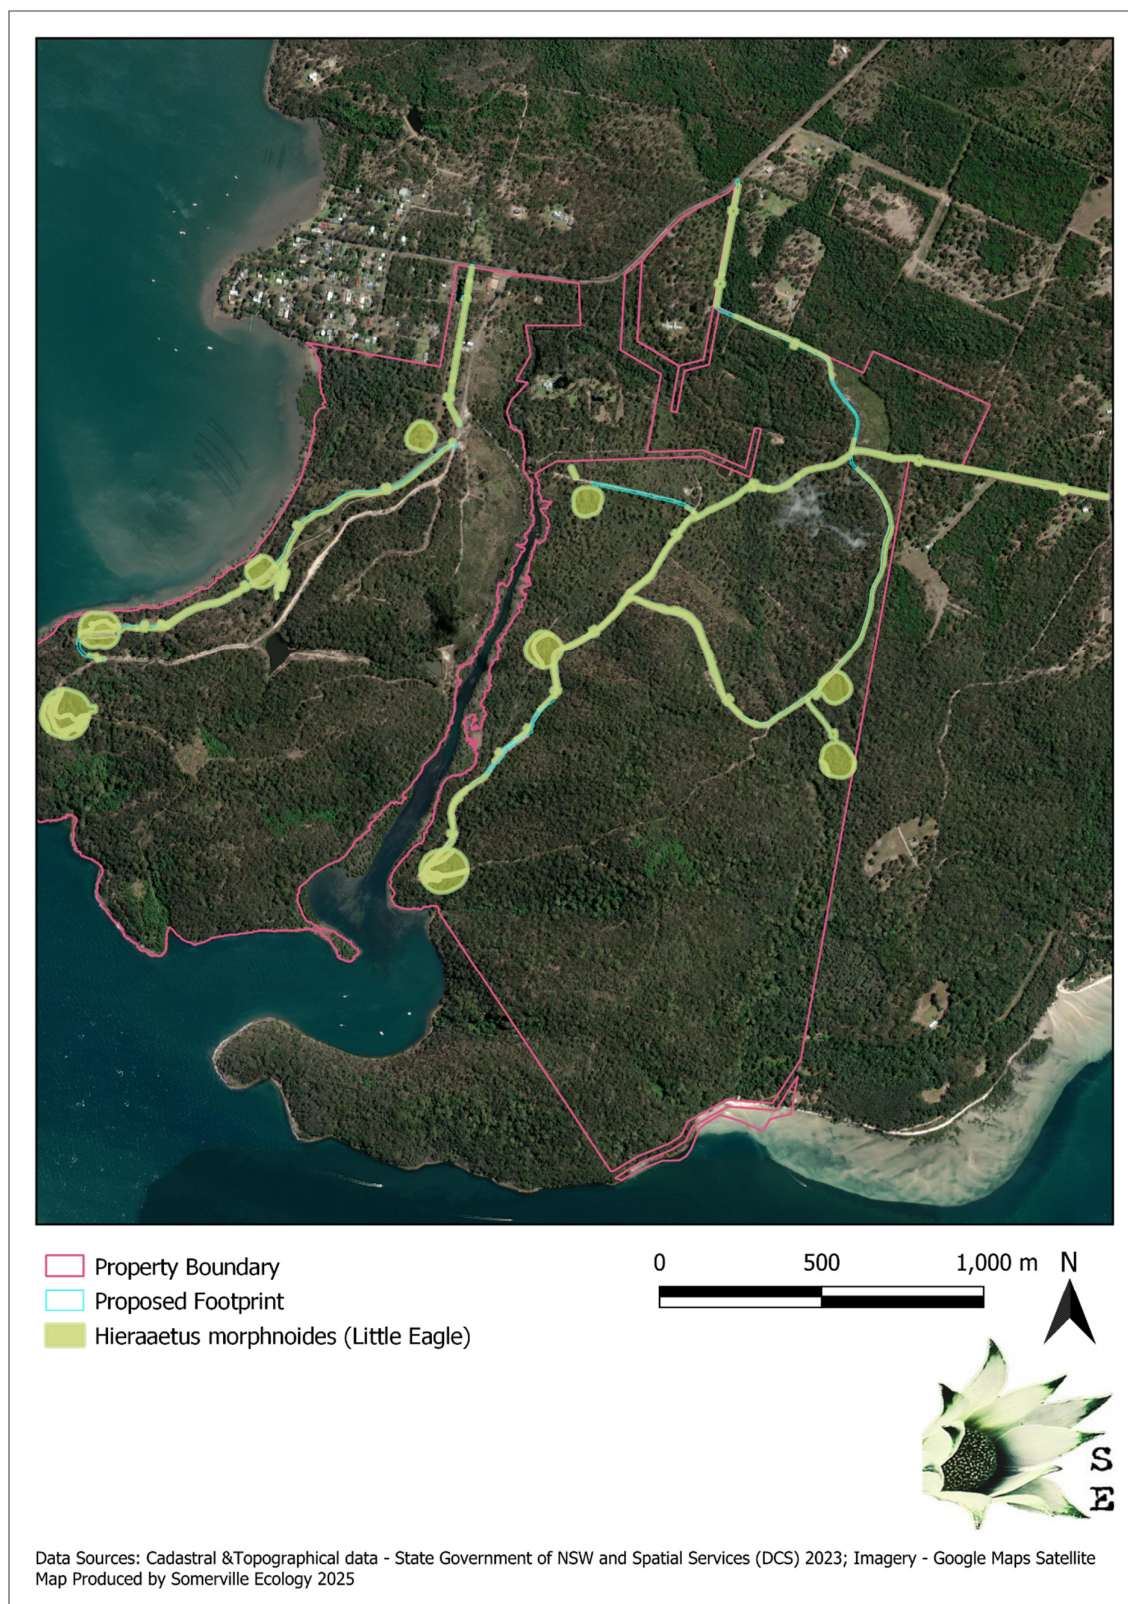 Property Boundary
Proposed Footprint
Hieraaetus morphnoides (Little Eagle)
0 500 1,000 m
N
S
E
Data Sources: Cadastral &Topographical data - State Government of NSW and Spatial Services (DCS) 2023; Imagery - Google Maps Satellite
Map Produced by Somerville Ecology 2025